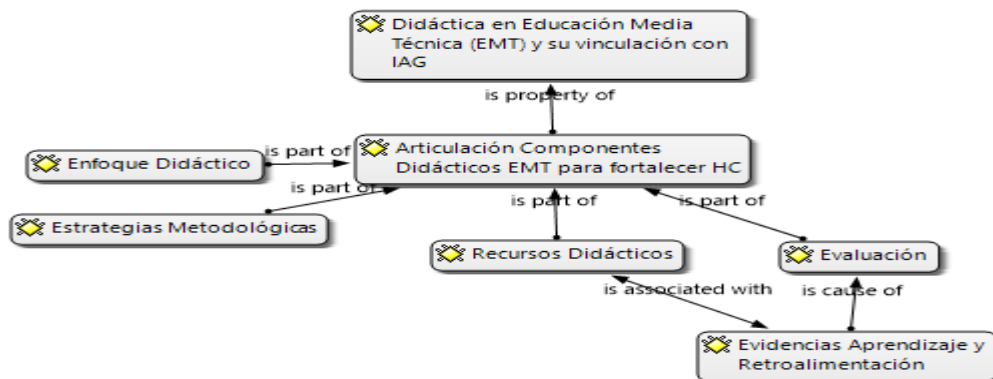 Didáctica en Educación Media
Técnica (EMT) y su vinculación con
IAG
is property of
Articulación Componentes
Didácticos EMT para fortalecer HC
is part of
Enfoque Didáctico
is part of
Estrategias Metodológicas
is part of
is part of
Recursos Didácticos
Evaluación
is associated with
is cause of
Evidencias Aprendizaje y
Retroalimentación